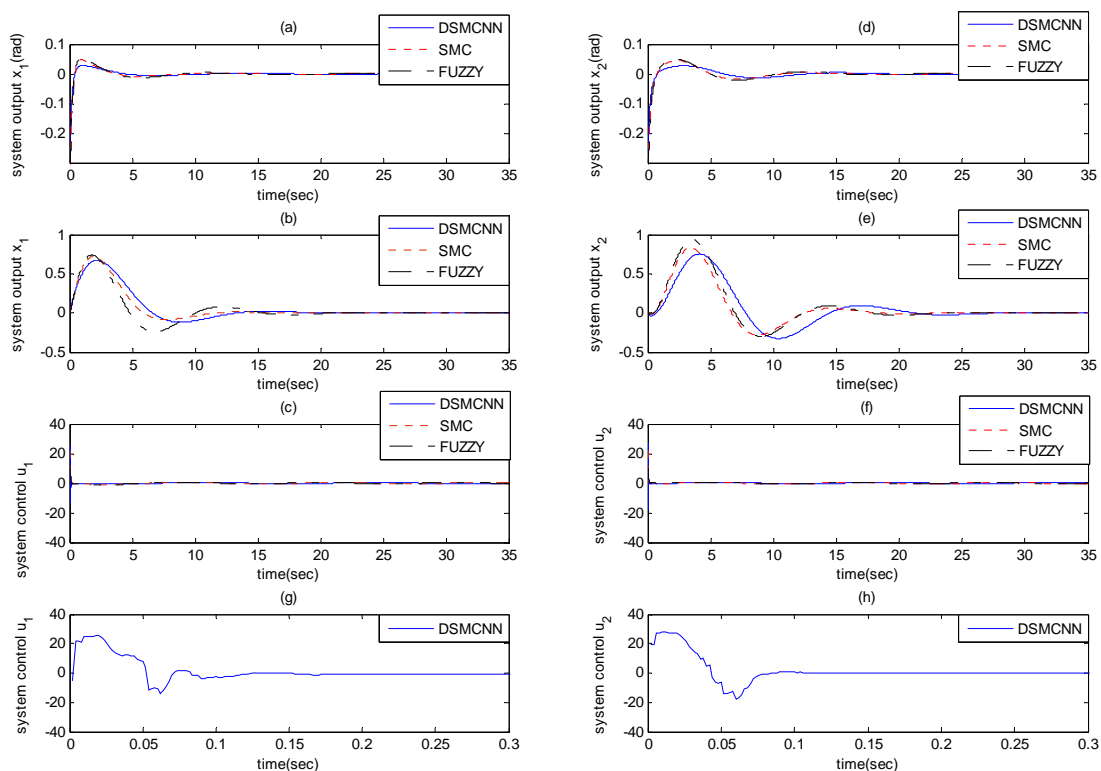 (a)
DSMCNN
SMC
FUZZY
system output x1(rad)
0.1
0
-0.1
-0.2
0 5 10 15 20 25 30 35
time(sec)
(d)
DSMCNN
SMC
FUZZY
system output x2(rad)
0.1
0
-0.1
-0.2
0 5 10 15 20 25 30 35
time(sec)
(b)
DSMCNN
SMC
FUZZY
system output x1
1
0.5
0
-0.5
0 5 10 15 20 25 30 35
time(sec)
(e)
DSMCNN
SMC
FUZZY
system output x2
1
0.5
0
-0.5
0 5 10 15 20 25 30 35
time(sec)
(c)
DSMCNN
SMC
FUZZY
system control u1
40
20
0
-20
-40
0 5 10 15 20 25 30 35
time(sec)
(f)
DSMCNN
SMC
FUZZY
system control u2
40
20
0
-20
-40
0 5 10 15 20 25 30 35
time(sec)
(g)
DSMCNN
system control u1
40
20
0
-20
-40
0 0.05 0.1 0.15 0.2 0.25 0.3
time(sec)
(h)
DSMCNN
system control u2
40
20
0
-20
-40
0 0.05 0.1 0.15 0.2 0.25 0.3
time(sec)